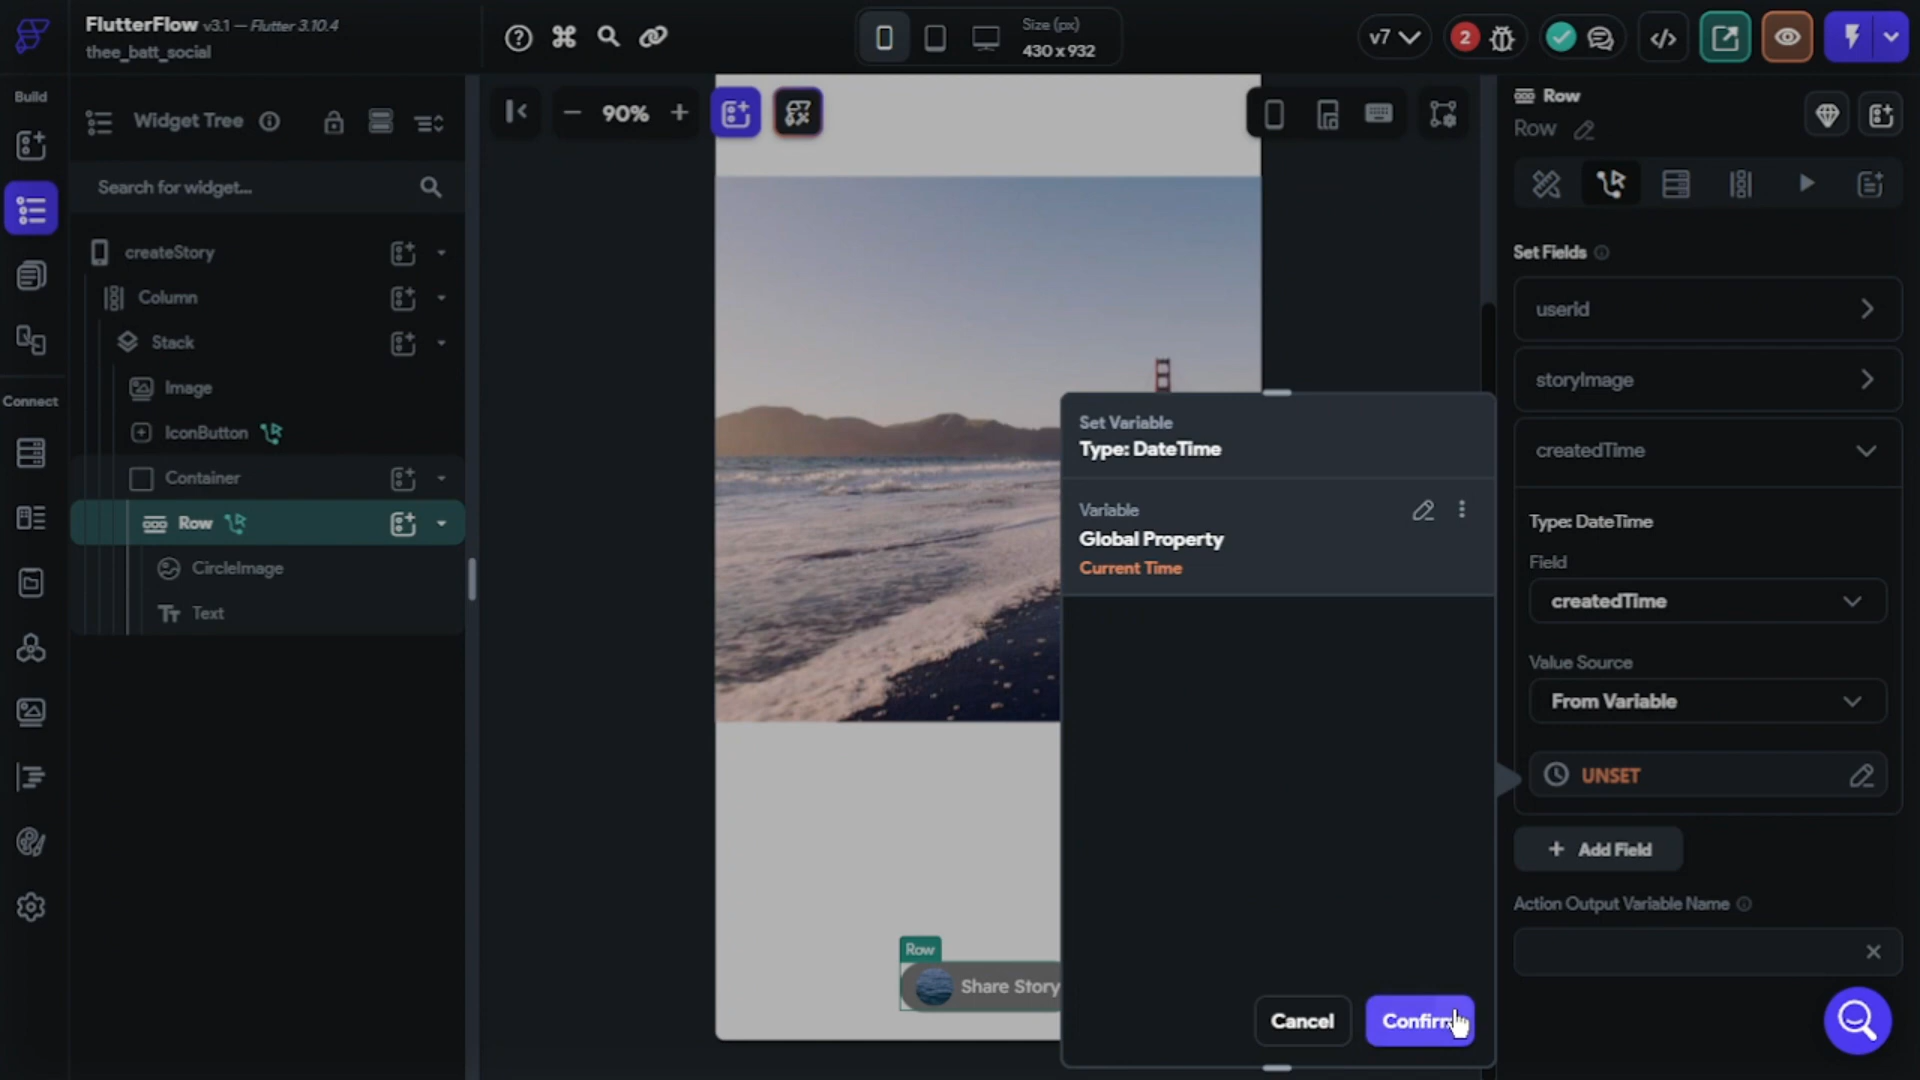 FlutterFlow v3.1 — Flutter 3.10.4
thee_batt_social
Size (px)
430 x 932
v7
2
Build
Connect
Widget Tree
Search for widget...
createStory
Column
Stack
Image
IconButton
Container
Row
CircleImage
Text
90%
Row
Share Story
Set Variable
Type: DateTime
Variable
Global Property
Current Time
Cancel
Confirm
Row
Row
Set Fields
userid
storyImage
createdTime
Type: DateTime
Field
createdTime
Value Source
From Variable
UNSET
+ Add Field
Action Output Variable Name